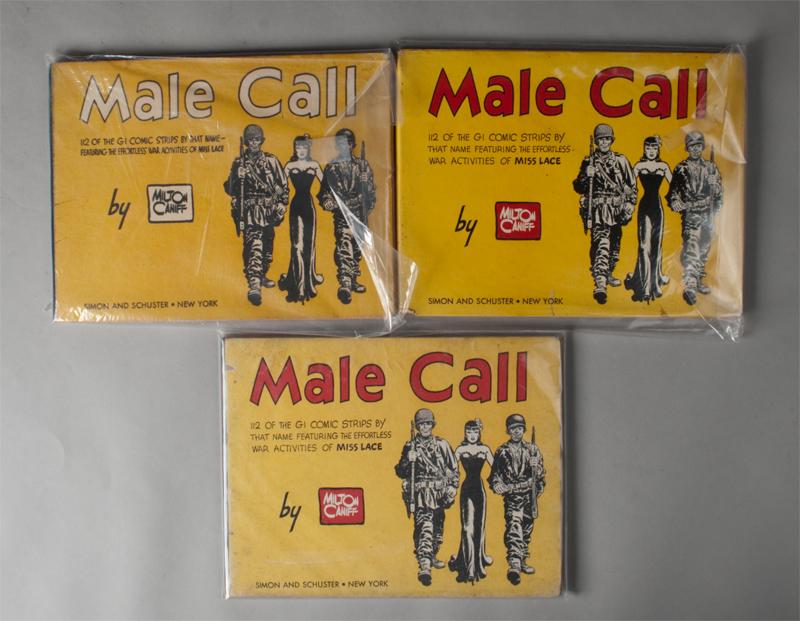 Male Call
112 OF THE GI COMIC STRIPS BY THAT NAME—
FEATURING THE EFFORTLESS WAR ACTIVITIES OF MISS LACE
by MILTON
CANIFF
SIMON AND SCHUSTER • NEW YORK
Male Call
112 OF THE GI COMIC STRIPS BY
THAT NAME FEATURING THE EFFORTLESS
WAR ACTIVITIES OF MISS LACE
by MILTON
CANIFF
SIMON AND SCHUSTER • NEW YORK
Male Call
112 OF THE GI COMIC STRIPS BY
THAT NAME FEATURING THE EFFORTLESS
WAR ACTIVITIES OF MISS LACE
by MILTON
CANIFF
SIMON AND SCHUSTER • NEW YORK